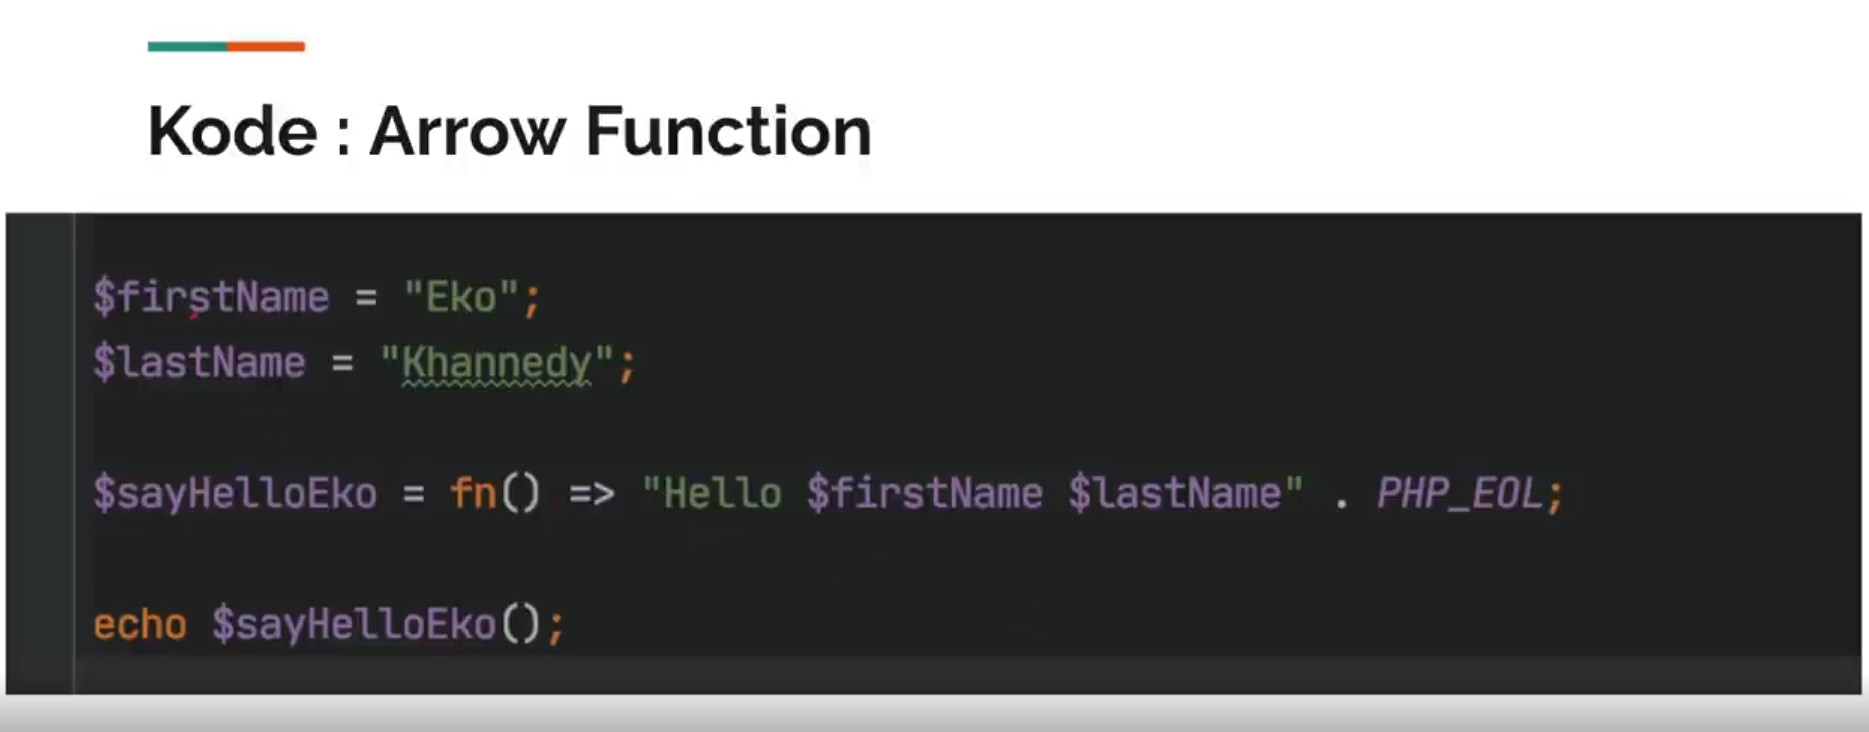 Kode : Arrow Function
$firstName = "Eko";
$lastName = "Khannedy";
$sayHelloEko = fn() => "Hello $firstName $lastName" . PHP_EOL;
echo $sayHelloEko();